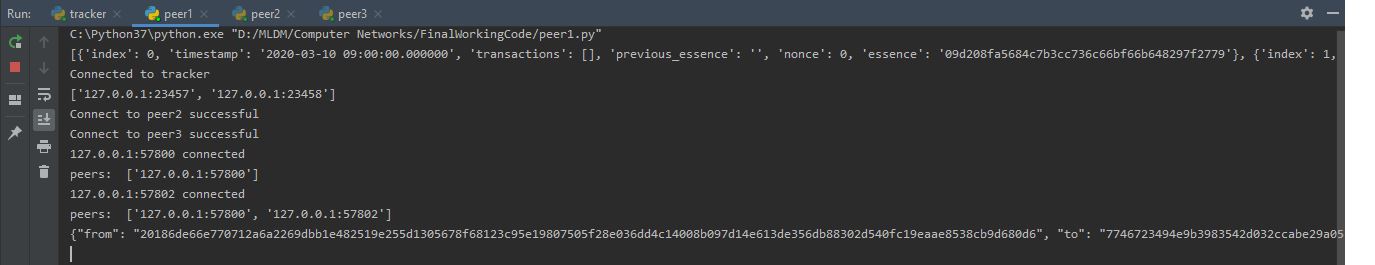 Run: tracker peer1 peer2 peer3
C:\Python37\python.exe "D:/MLDM/Computer Networks/FinalWorkingCode/peer1.py"
[{'index': 0, 'timestamp': '2020-03-10 09:00:00.000000', 'transactions': [], 'previous_essence': '', 'nonce': 0, 'essence': '09d208fa5684c7b3cc736c66bf66b648297f2779'}, {'index': 1,
Connected to tracker
['127.0.0.1:23457', '127.0.0.1:23458']
Connect to peer2 successful
Connect to peer3 successful
127.0.0.1:57800 connected
peers:  ['127.0.0.1:57800']
127.0.0.1:57802 connected
peers:  ['127.0.0.1:57800', '127.0.0.1:57802']
{"from": "20186de66e770712a6a2269dbb1e482519e255d1305678f68123c95e19807505f28e036dd4c14008b097d14e613de356db88302d540fc19eaae8538cb9d680d6", "to": "7746723494e9b3983542d032ccabe29a05